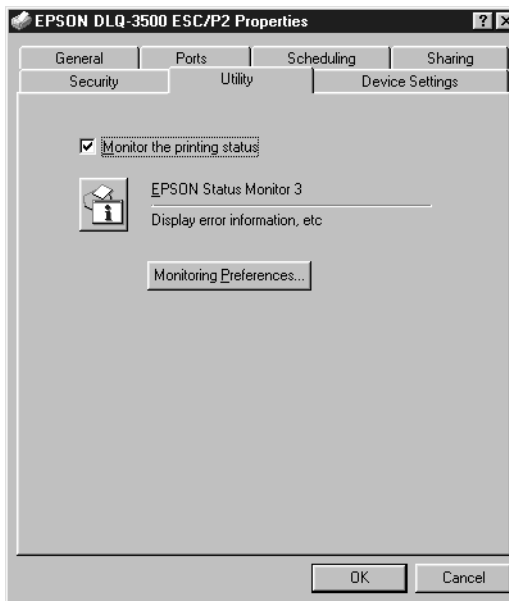 EPSON DLQ-3500 ESC/P2 Properties
General Ports Scheduling Sharing
Security Utility Device Settings
Monitor the printing status
EPSON Status Monitor 3
Display error information, etc
Monitoring Preferences...
OK Cancel